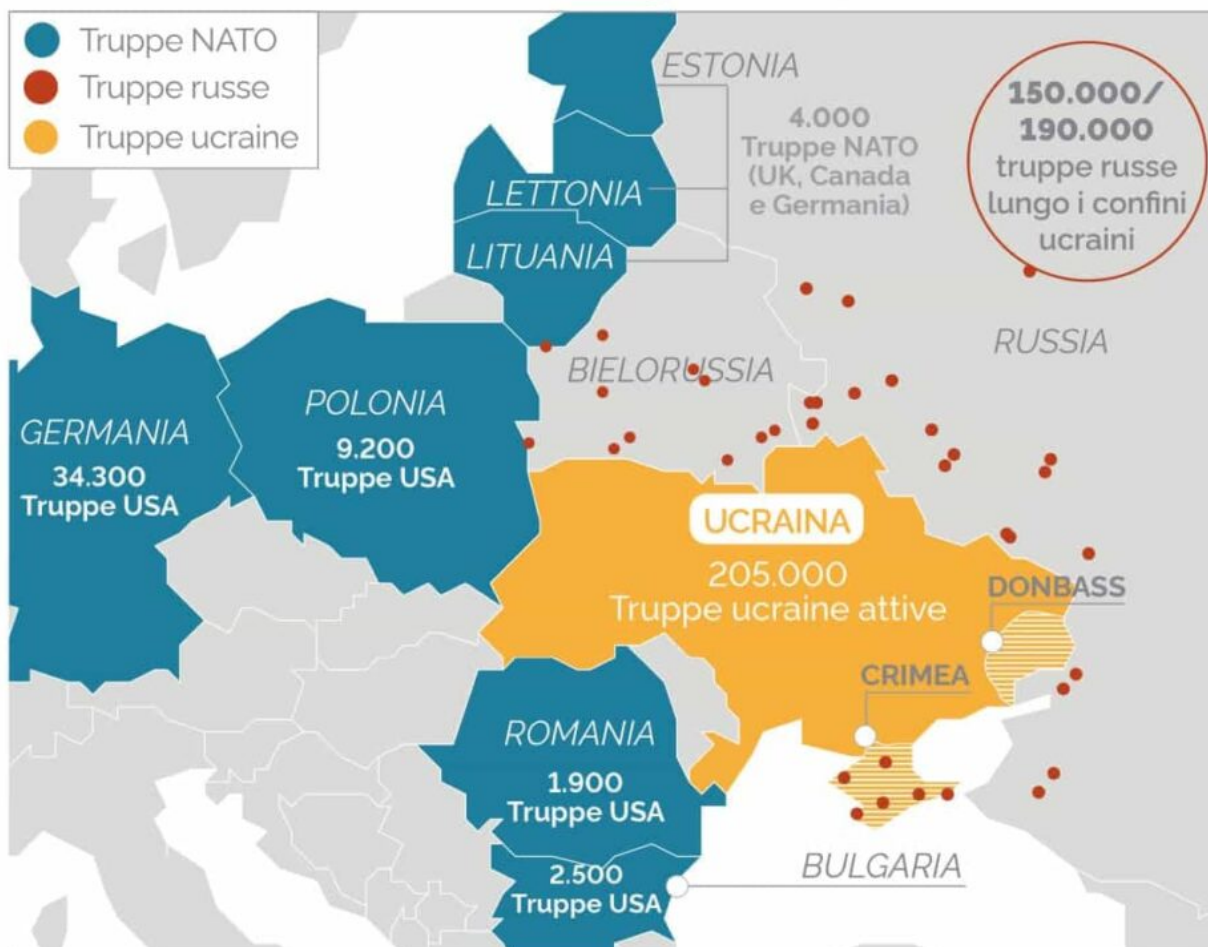 Truppe NATO
Truppe russe
Truppe ucraine
ESTONIA
4.000
Truppe NATO
(UK, Canada
e Germania)
150.000/
190.000
truppe russe
lungo i confini
ucraini
LETTONIA
LITUANIA
RUSSIA
BIELORUSSIA
POLONIA
9.200
Truppe USA
GERMANIA
34.300
Truppe USA
UCRAINA
205.000
Truppe ucraine attive
DONBASS
CRIMEA
ROMANIA
1.900
Truppe USA
BULGARIA
2.500
Truppe USA